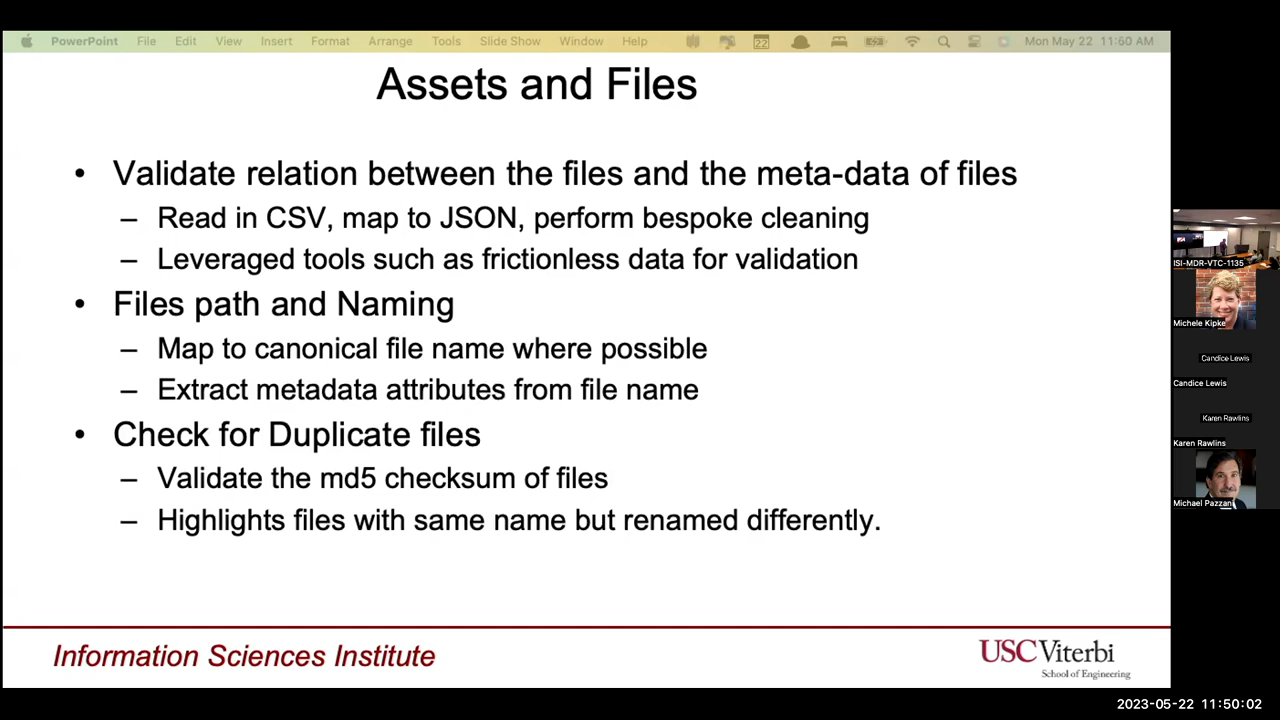 PowerPoint File Edit View Insert Format Arrange Tools Slide Show Window Help 22 Mon May 22 11:50 AM
Assets and Files
• Validate relation between the files and the meta-data of files
– Read in CSV, map to JSON, perform bespoke cleaning
– Leveraged tools such as frictionless data for validation
• Files path and Naming
– Map to canonical file name where possible
– Extract metadata attributes from file name
• Check for Duplicate files
– Validate the md5 checksum of files
– Highlights files with same name but renamed differently.
Information Sciences Institute
USC Viterbi
School of Engineering
ISI-MDR-VTC-1135
Michele Kipke
Candice Lewis
Candice Lewis
Karen Rawlins
Karen Rawlins
Michael Pazzani
2023-05-22 11:50:02